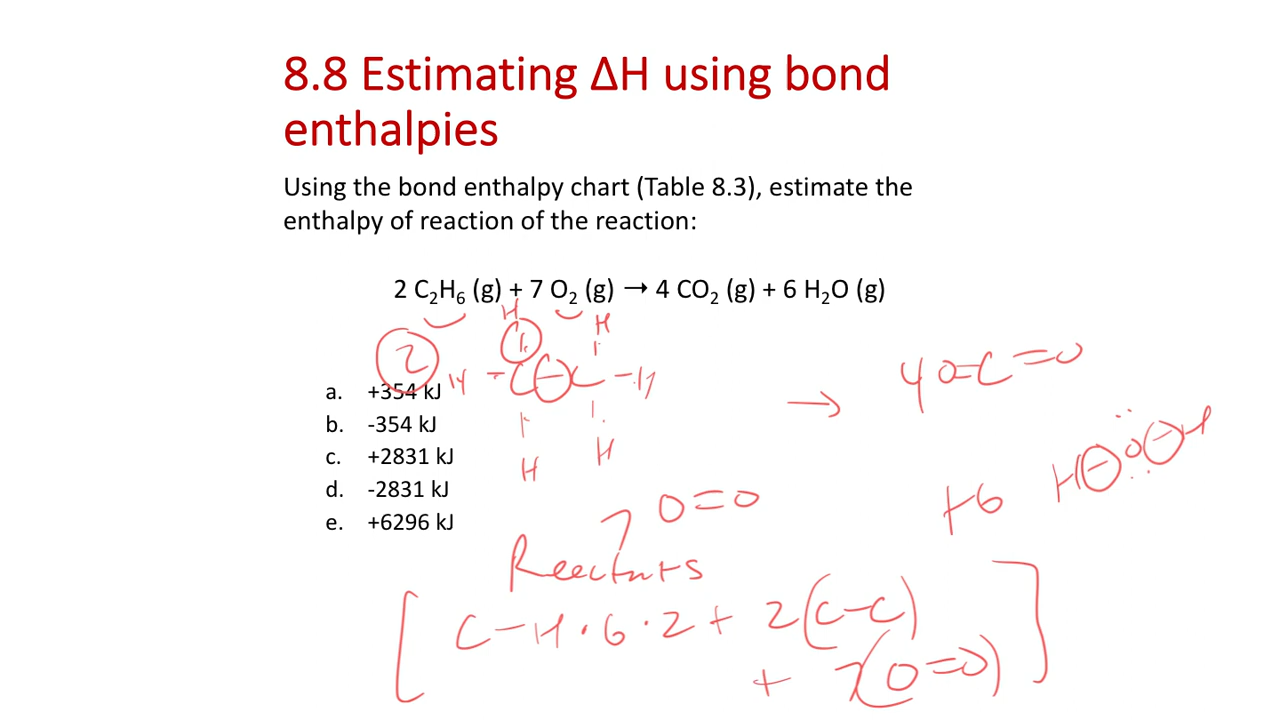 8.8 Estimating ΔH using bond
enthalpies
Using the bond enthalpy chart (Table 8.3), estimate the
enthalpy of reaction of the reaction:
2 C₂H₆ (g) + 7 O₂ (g) → 4 CO₂ (g) + 6 H₂O (g)
H H
2
H - C - C - H
H H
→ 4 O=C=O
a. +354 kJ
b. -354 kJ
c. +2831 kJ
d. -2831 kJ
e. +6296 kJ
+6 H-Ö-H
7 O=O
Reactants
[ C-H · 6 · 2 + 2(C-C)
+ 7(O=O) ]